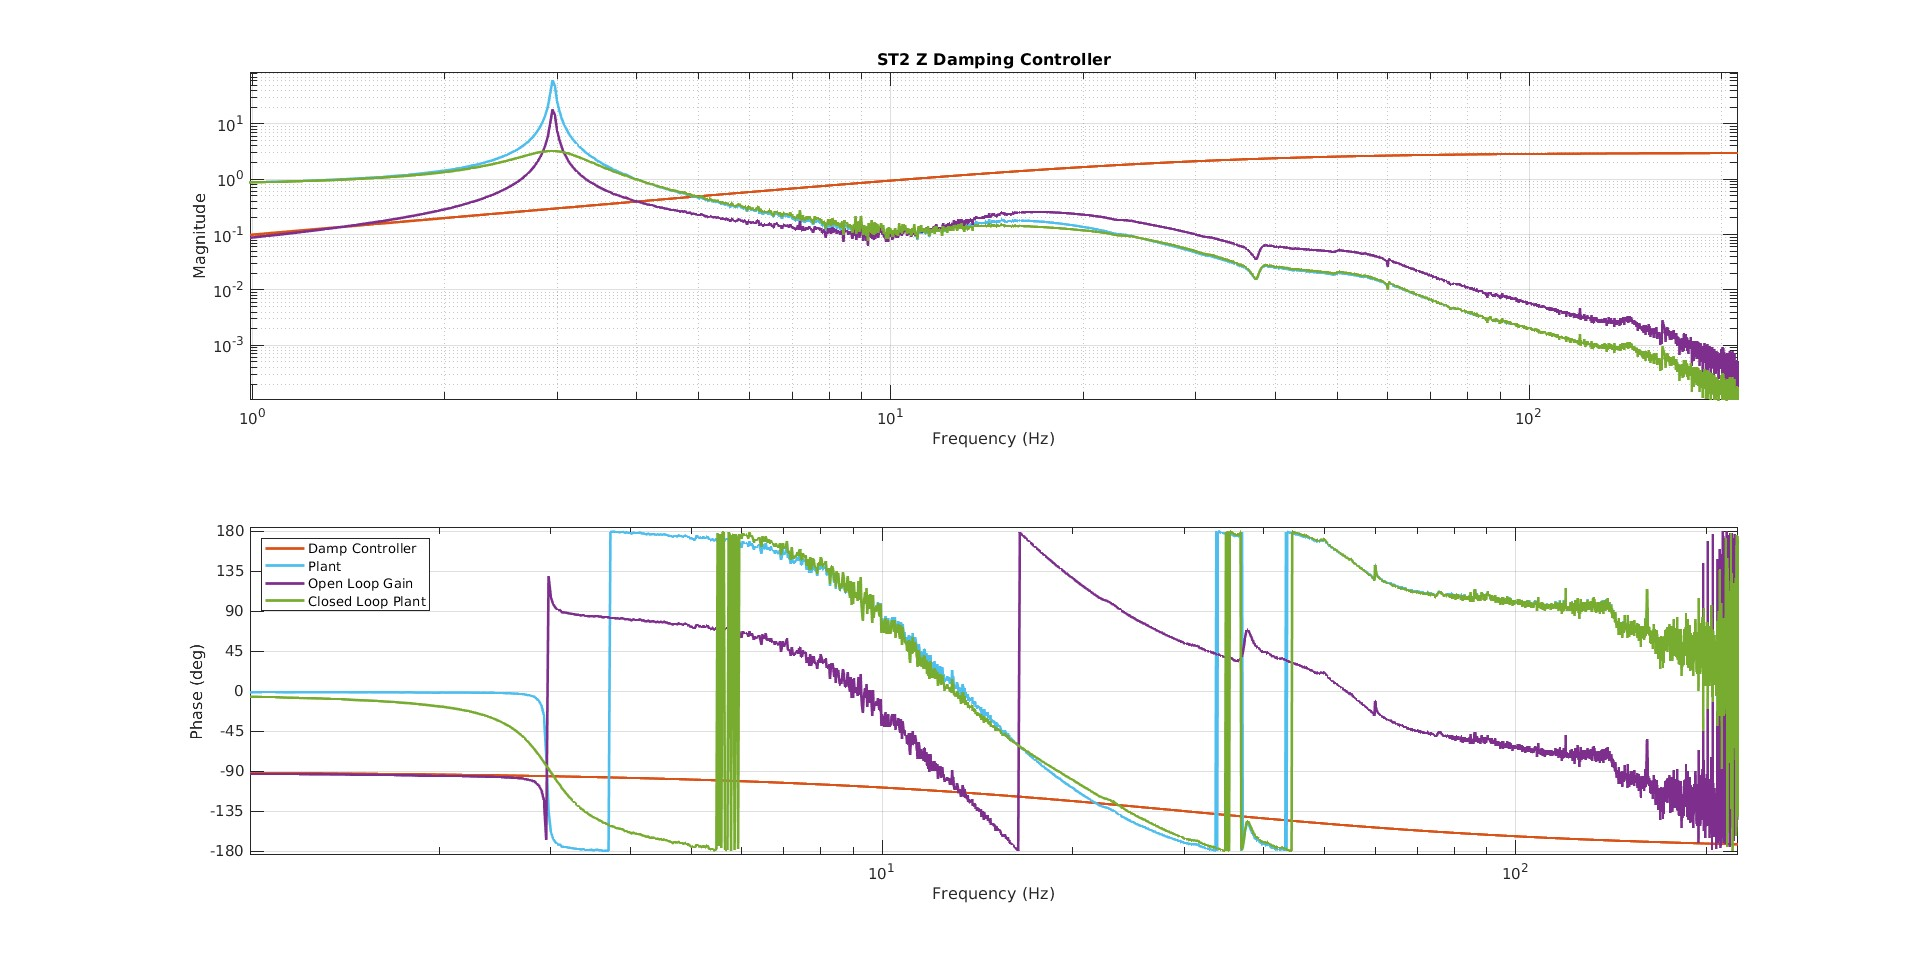 ST2 Z Damping Controller
Magnitude
10^1
10^0
10^-1
10^-2
10^-3
10^0 10^1 10^2
Frequency (Hz)
Phase (deg)
180
135
90
45
0
-45
-90
-135
-180
Damp Controller
Plant
Open Loop Gain
Closed Loop Plant
10^1 10^2
Frequency (Hz)